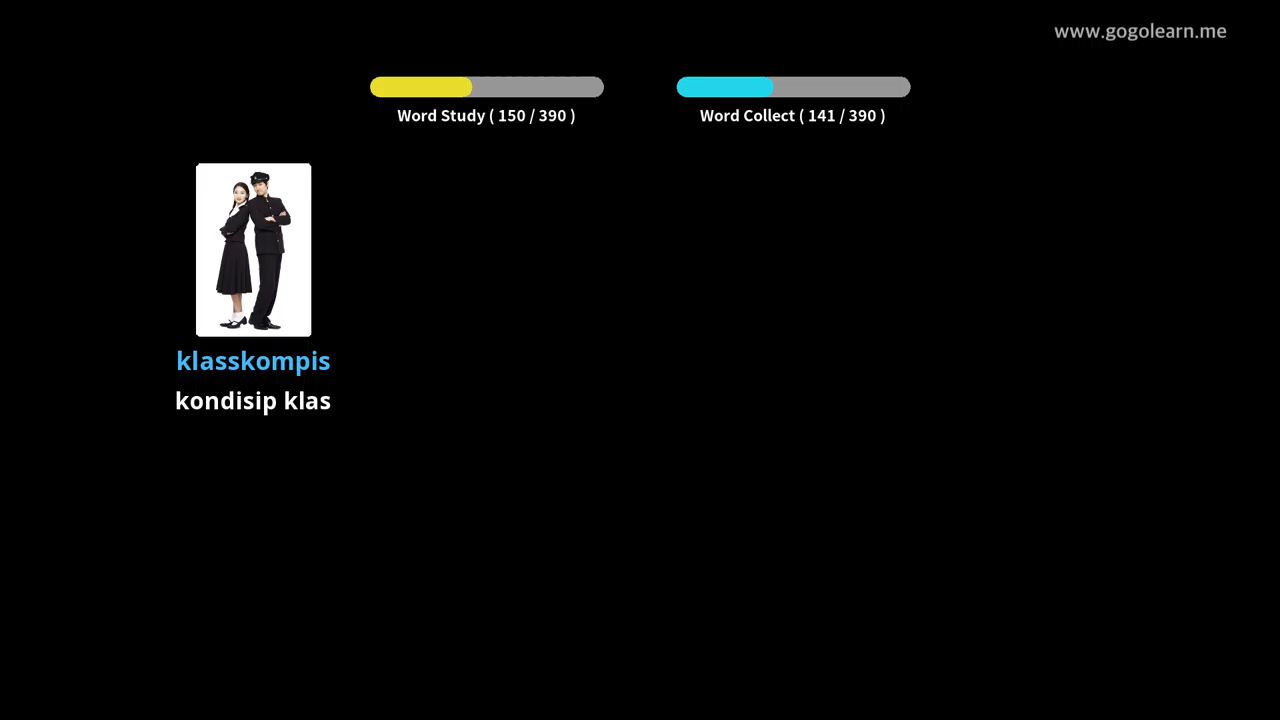 www.gogolearn.me
Word Study ( 150 / 390 )
Word Collect ( 141 / 390 )
klasskompis
kondisip klas